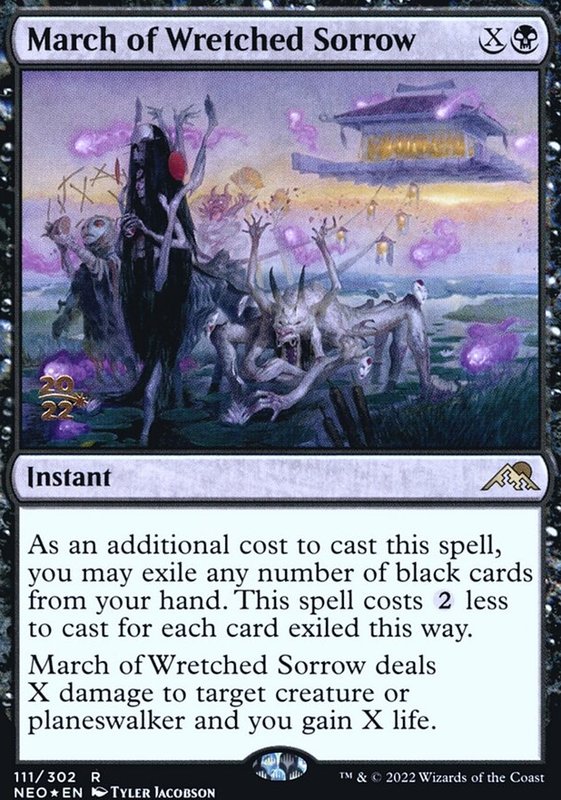 March of Wretched Sorrow X
20
22
Instant
As an additional cost to cast this spell,
you may exile any number of black cards
from your hand. This spell costs 2 less
to cast for each card exiled this way.
March of Wretched Sorrow deals
X damage to target creature or
planeswalker and you gain X life.
111/302 R
NEO★EN Tyler Jacobson
™ & © 2022 Wizards of the Coast